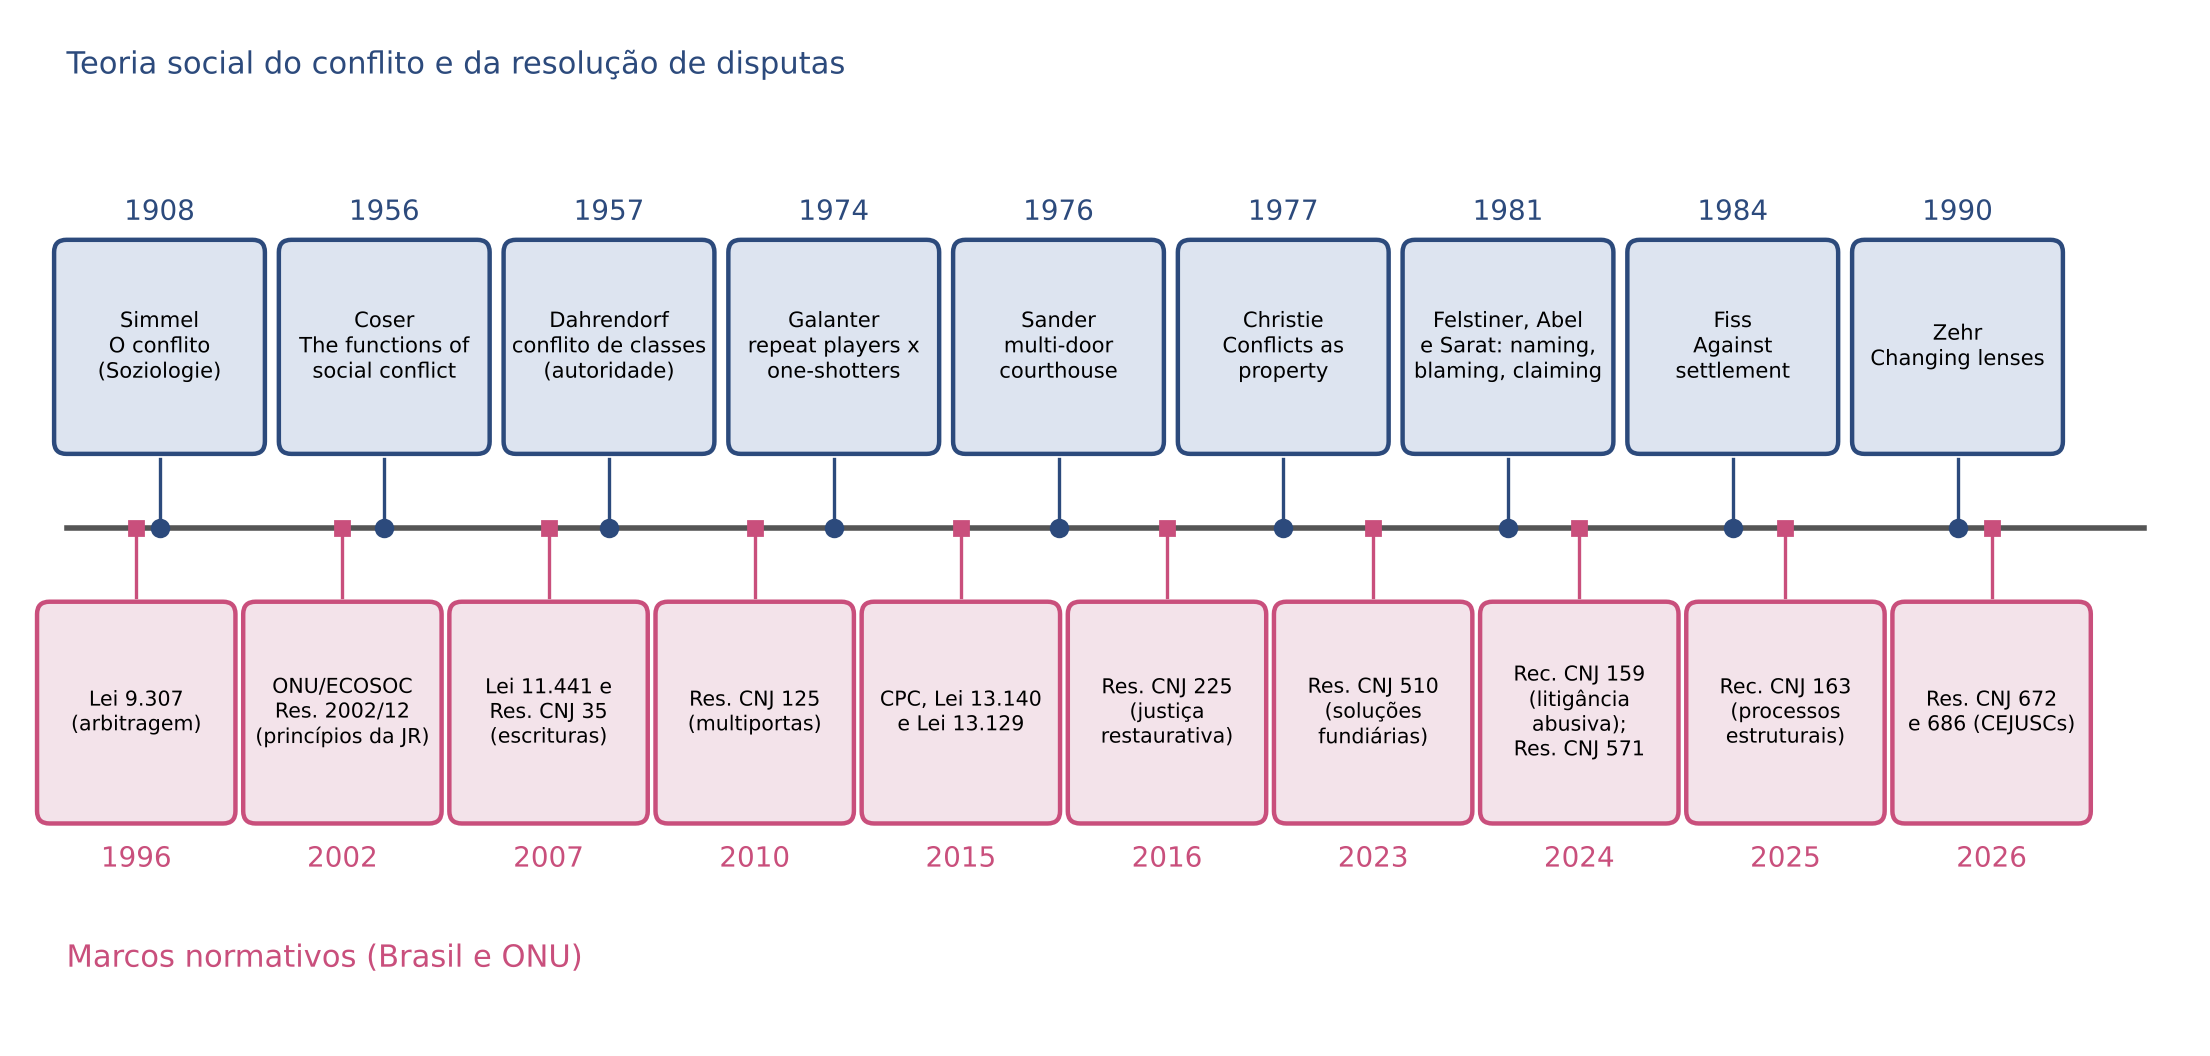 Teoria social do conflito e da resolução de disputas
1908
1956
1957
1974
1976
1977
1981
1984
1990
Simmel
O conflito
(Soziologie)
Coser
The functions of
social conflict
Dahrendorf
conflito de classes
(autoridade)
Galanter
repeat players x
one-shotters
Sander
multi-door
courthouse
Christie
Conflicts as
property
Felstiner, Abel
e Sarat: naming,
blaming, claiming
Fiss
Against
settlement
Zehr
Changing lenses
Lei 9.307
(arbitragem)
ONU/ECOSOC
Res. 2002/12
(princípios da JR)
Lei 11.441 e
Res. CNJ 35
(escrituras)
Res. CNJ 125
(multiportas)
CPC, Lei 13.140
e Lei 13.129
Res. CNJ 225
(justiça
restaurativa)
Res. CNJ 510
(soluções
fundiárias)
Rec. CNJ 159
(litigância
abusiva);
Res. CNJ 571
Rec. CNJ 163
(processos
estruturais)
Res. CNJ 672
e 686 (CEJUSCs)
1996
2002
2007
2010
2015
2016
2023
2024
2025
2026
Marcos normativos (Brasil e ONU)